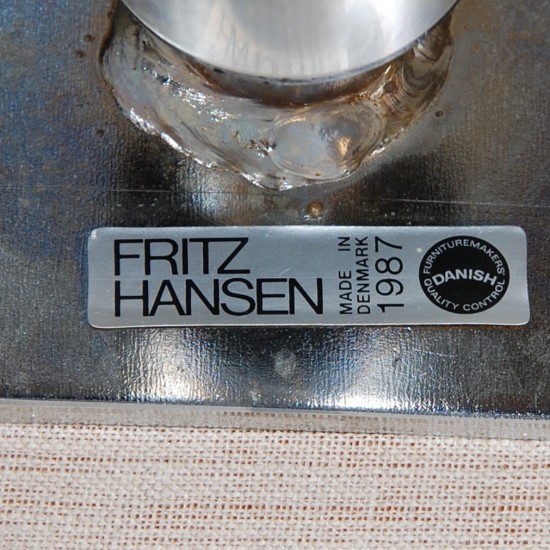 FRITZ
HANSEN
MADE IN
DENMARK
1987
FURNITUREMAKERS'
DANISH
QUALITY CONTROL